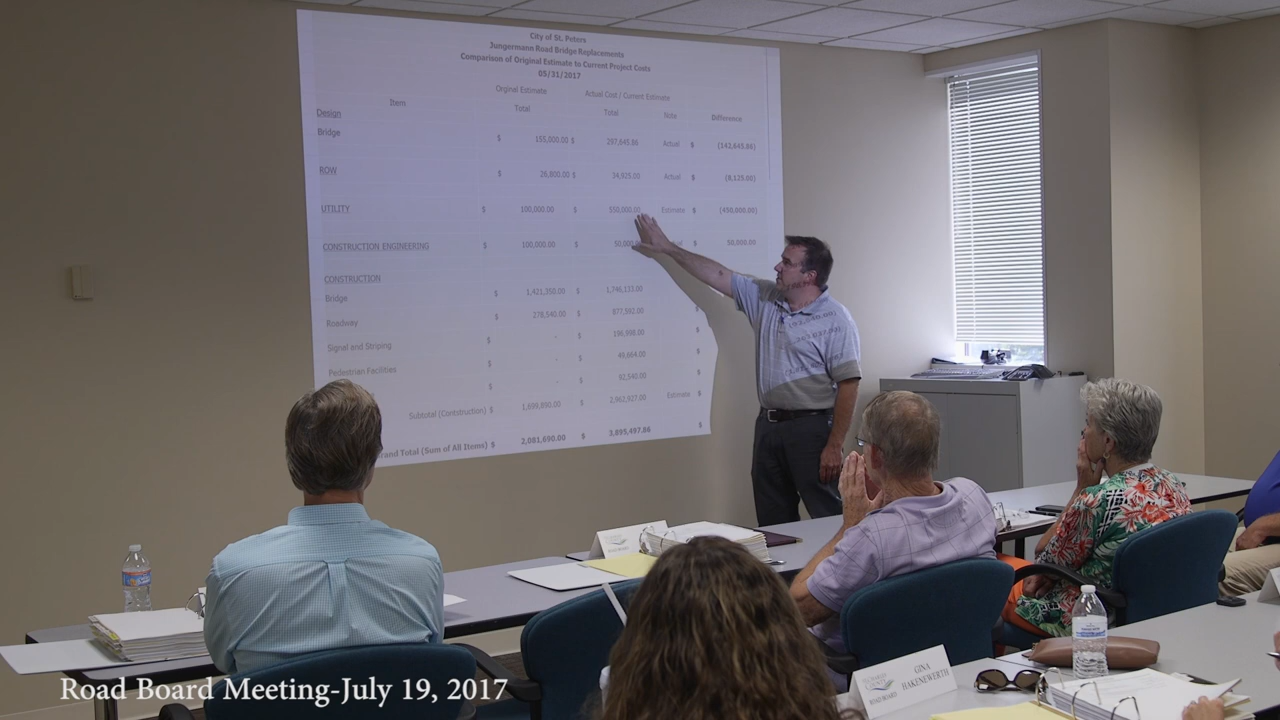 City of St. Peters
Jungermann Road Bridge Replacements
Comparison of Original Estimate to Current Project Costs
05/31/2017
Orginal Estimate Actual Cost / Current Estimate
Item Total Total Note Difference
Design
Bridge $ 155,000.00 $ 297,645.86 Actual $ (142,645.86)
ROW $ 26,800.00 $ 34,925.00 Actual $ (8,125.00)
UTILITY $ 100,000.00 $ 550,000.00 Estimate $ (450,000.00)
CONSTRUCTION ENGINEERING $ 100,000.00 $ 50,000 $ 50,000.00
CONSTRUCTION
Bridge $ 1,421,350.00 $ 1,746,133.00 $
Roadway $ 278,540.00 $ 877,592.00 $
Signal and Striping $ - $ 196,998.00 $
Pedestrian Facilities $ - $ 49,664.00 $
$ - $ 92,540.00 $
Subtotal (Contstruction) $ 1,699,890.00 $ 2,962,927.00 Estimate $
Grand Total (Sum of All Items) $ 2,081,690.00 $ 3,895,497.86 $
GINA
HAKENEWERTH
ROAD BOARD
Road Board Meeting-July 19, 2017